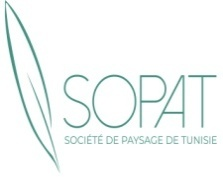 SOPAT
SOCIÉTÉ DE PAYSAGE DE TUNISIE